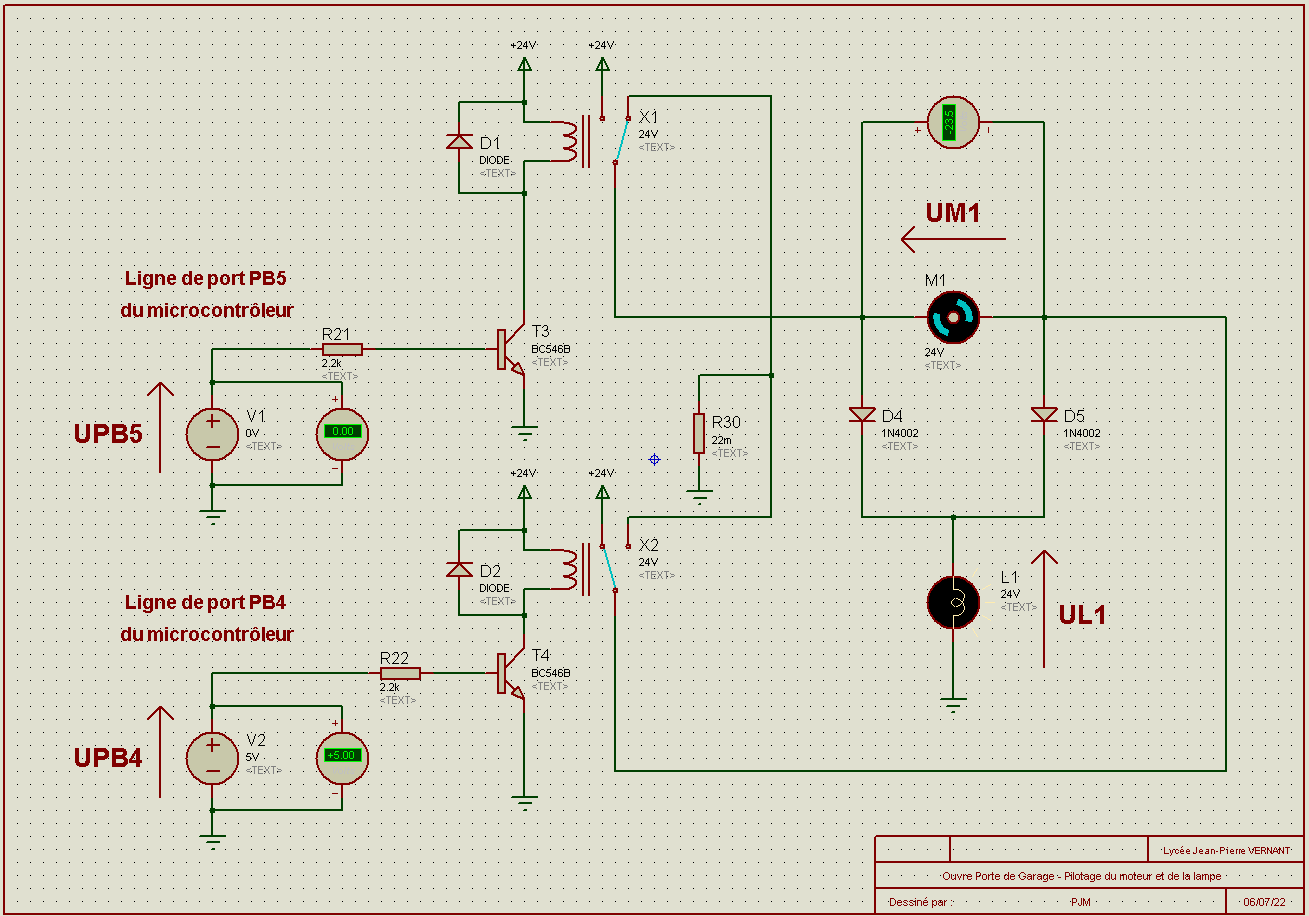 +24V
+24V
X1
24V
<TEXT>
D1
DIODE
<TEXT>
+
-23.5
-
UM1
M1
24V
<TEXT>
Ligne de port PB5
du microcontrôleur
R21
2.2k
<TEXT>
T3
BC546B
<TEXT>
UPB5
V1
0V
<TEXT>
+
0.00
-
R30
22m
<TEXT>
D4
1N4002
<TEXT>
D5
1N4002
<TEXT>
+24V
+24V
X2
24V
<TEXT>
D2
DIODE
<TEXT>
L1
24V
<TEXT>
UL1
Ligne de port PB4
du microcontrôleur
R22
2.2k
<TEXT>
T4
BC546B
<TEXT>
UPB4
V2
5V
<TEXT>
+
+5.00
-
Lycée Jean-Pierre VERNANT
Ouvre Porte de Garage - Pilotage du moteur et de la lampe
Dessiné par : PJM 06/07/22